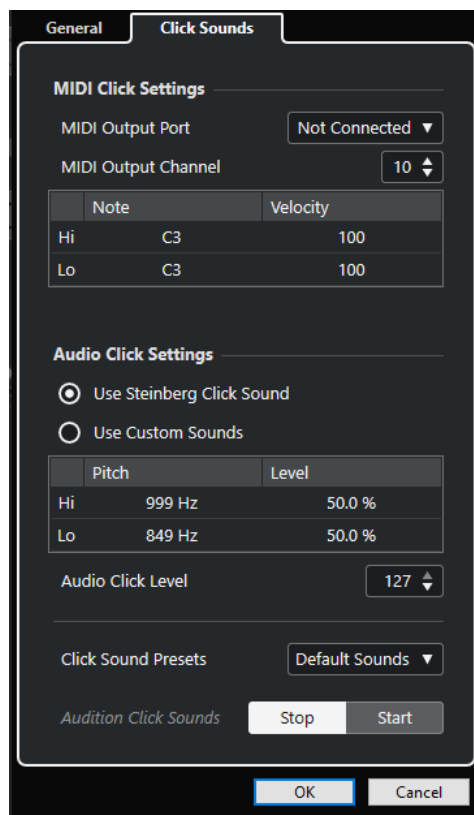 General Click Sounds
MIDI Click Settings
MIDI Output Port Not Connected
MIDI Output Channel 10
Note Velocity
Hi C3 100
Lo C3 100
Audio Click Settings
Use Steinberg Click Sound
Use Custom Sounds
Pitch Level
Hi 999 Hz 50.0 %
Lo 849 Hz 50.0 %
Audio Click Level 127
Click Sound Presets Default Sounds
Audition Click Sounds Stop Start
OK Cancel